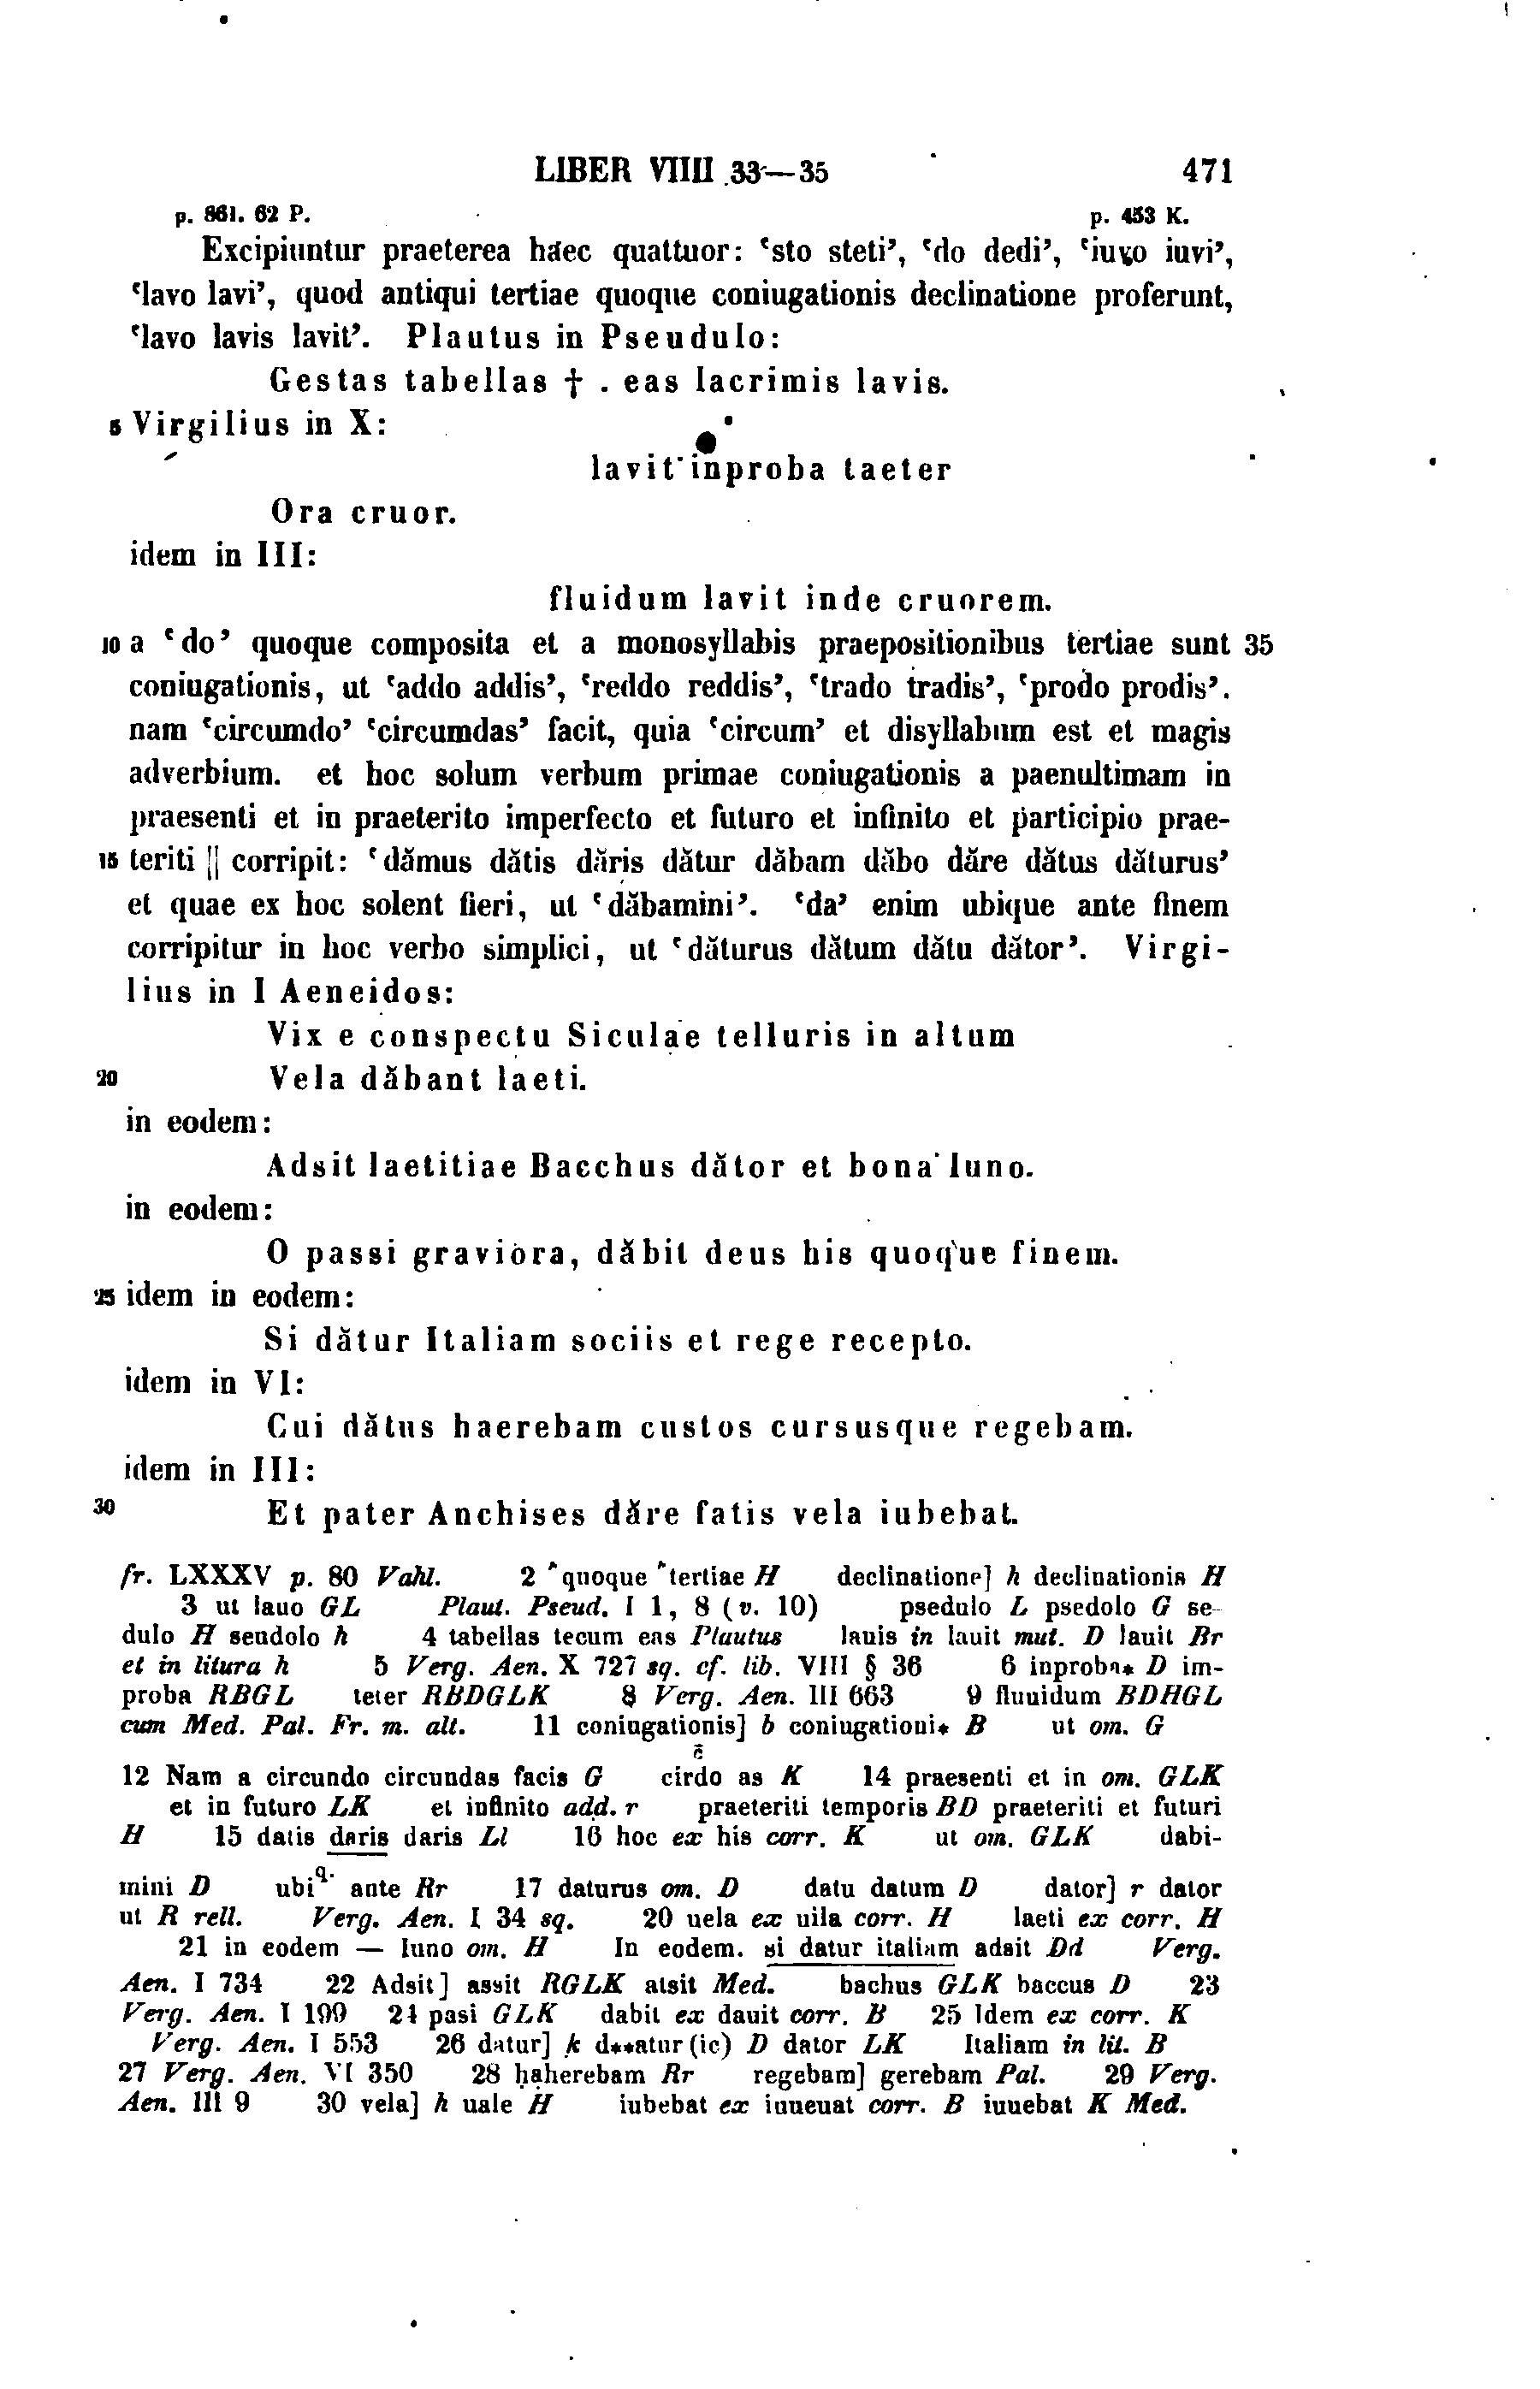 LIBER VIIII 33—35 471
p. 861. 62 P. p. 453 K.
Excipiuntur praeterea haec quattuor: ‘sto steti’, ‘do dedi’, ‘iuvo iuvi’,
‘lavo lavi’, quod antiqui tertiae quoque coniugationis declinatione proferunt,
‘lavo lavis lavit’. Plautus in Pseudulo:
Gestas tabellas † . eas lacrimis lavis.
5 Virgilius in X:
lavit inproba taeter
Ora cruor.
idem in III:
fluidum lavit inde cruorem.
10 a ‘do’ quoque composita et a monosyllabis praepositionibus tertiae sunt 35
coniugationis, ut ‘addo addis’, ‘reddo reddis’, ‘trado tradis’, ‘prodo prodis’.
nam ‘circumdo’ ‘circumdas’ facit, quia ‘circum’ et disyllabum est et magis
adverbium. et hoc solum verbum primae coniugationis a paenultimam in
praesenti et in praeterito imperfecto et futuro et infinito et participio prae-
15 teriti || corripit: ‘dămus dătis dăris dătur dăbam dăbo dăre dătus dăturus’
et quae ex hoc solent fieri, ut ‘dăbamini’. ‘da’ enim ubique ante finem
corripitur in hoc verbo simplici, ut ‘dăturus dătum dătu dător’. Virgi-
lius in I Aeneidos:
Vix e conspectu Siculae telluris in altum
20 Vela dăbant laeti.
in eodem:
Adsit laetitiae Bacchus dător et bona Iuno.
in eodem:
O passi graviora, dăbit deus his quoque finem.
25 idem in eodem:
Si dătur Italiam sociis et rege recepto.
idem in VI:
Cui dătus haerebam custos cursusque regebam.
idem in III:
30 Et pater Anchises dăre fatis vela iubebat.
fr. LXXXV p. 80 Vahl. 2 ″quoque ″tertiae H declinatione] h declinationis H
3 ut lauo GL Plaut. Pseud. I 1, 8 (v. 10) psedulo L psedolo G se-
dulo H seudolo h 4 tabellas tecum eas Plautus lauis in lauit mut. D lauit Br
et in litura h 5 Verg. Aen. X 727 sq. cf. lib. VIII § 36 6 inproba* D im-
proba RBGL teter RBDGLK 8 Verg. Aen. III 663 9 fluuidum BDHGL
cum Med. Pal. Fr. m. alt. 11 coniugationis] b coniugationi* B ut om. G
12 Nam a circundo circundas facis G cir̄c̄do as K 14 praesenti et in om. GLK
et in futuro LK et infinito add. r praeteriti temporis BD praeteriti et futuri
H 15 datis daris daris Ll 16 hoc ex his corr. K ut om. GLK dabi-
mini D ubi q. ante Rr 17 daturus om. D datu datum D dator] r dator
ut R rell. Verg. Aen. I 34 sq. 20 uela ex uila corr. H laeti ex corr. H
21 in eodem — Iuno om. H In eodem. si datur italiam adsit Dd Verg.
Aen. I 734 22 Adsit] assit RGLK atsit Med. bachus GLK baccus D 23
Verg. Aen. I 199 24 pasi GLK dabit ex dauit corr. B 25 Idem ex corr. K
Verg. Aen. I 553 26 datur] k d**atur (ic) D dator LK Italiam in lit. B
27 Verg. Aen. VI 350 28 haherebam Rr regebam] gerebam Pal. 29 Verg.
Aen. III 9 30 vela] h uale H iubebat ex iuueuat corr. B iuuebat K Med.